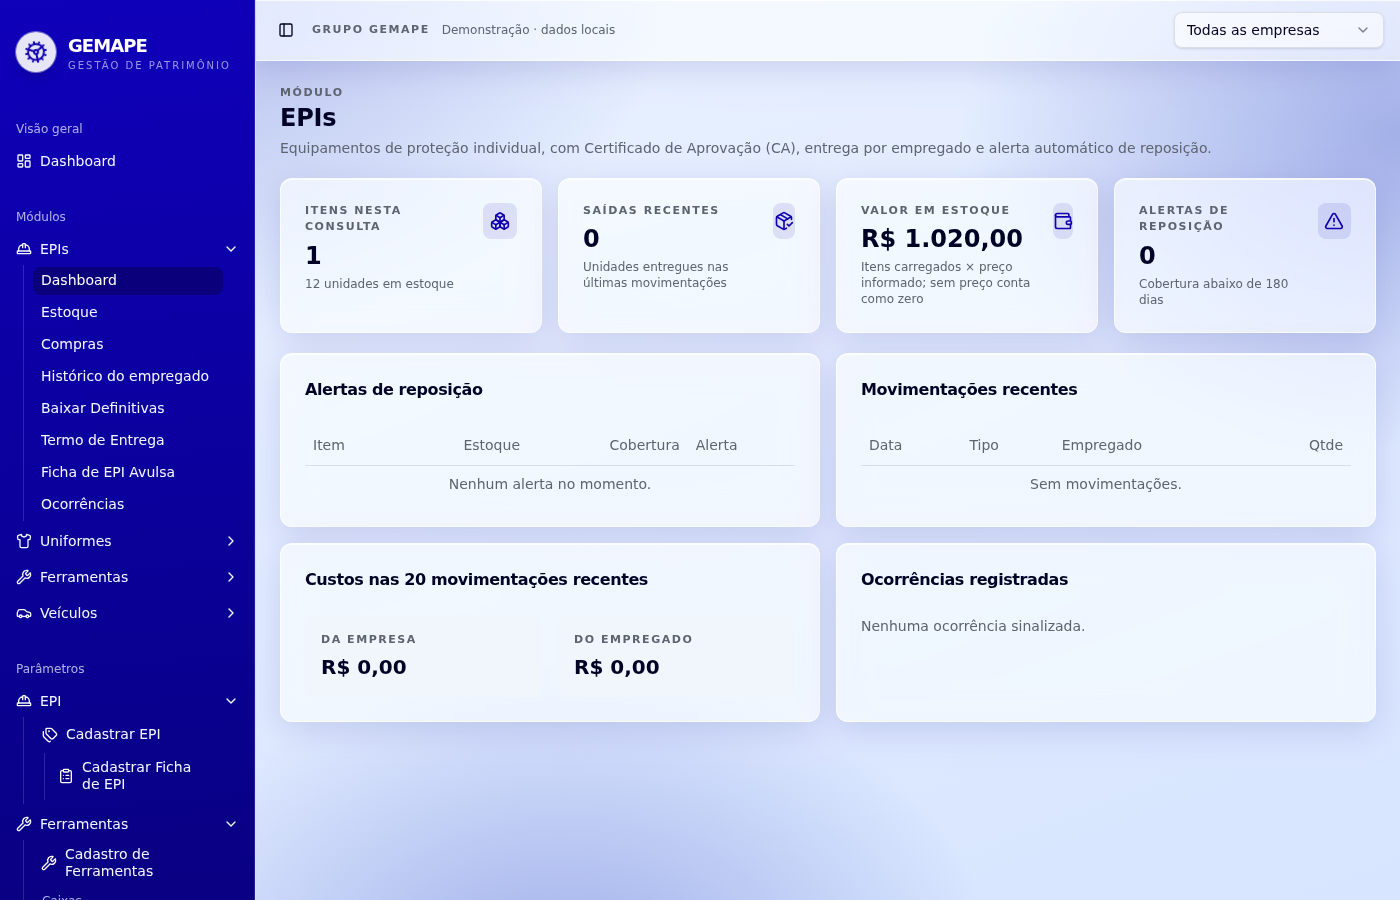 GEMAPE
GESTÃO DE PATRIMÔNIO
Visão geral
Dashboard
Módulos
EPIs
Dashboard
Estoque
Compras
Histórico do empregado
Baixar Definitivas
Termo de Entrega
Ficha de EPI Avulsa
Ocorrências
Uniformes
Ferramentas
Veículos
Parâmetros
EPI
Cadastrar EPI
Cadastrar Ficha
de EPI
Ferramentas
Cadastro de
Ferramentas
Caixas
GRUPO GEMAPE Demonstração · dados locais
Todas as empresas
MÓDULO
EPIs
Equipamentos de proteção individual, com Certificado de Aprovação (CA), entrega por empregado e alerta automático de reposição.
ITENS NESTA
CONSULTA
1
12 unidades em estoque
SAÍDAS RECENTES
0
Unidades entregues nas
últimas movimentações
VALOR EM ESTOQUE
R$ 1.020,00
Itens carregados × preço
informado; sem preço conta
como zero
ALERTAS DE
REPOSIÇÃO
0
Cobertura abaixo de 180
dias
Alertas de reposição
Item Estoque Cobertura Alerta
Nenhum alerta no momento.
Movimentações recentes
Data Tipo Empregado Qtde
Sem movimentações.
Custos nas 20 movimentações recentes
DA EMPRESA
R$ 0,00
DO EMPREGADO
R$ 0,00
Ocorrências registradas
Nenhuma ocorrência sinalizada.